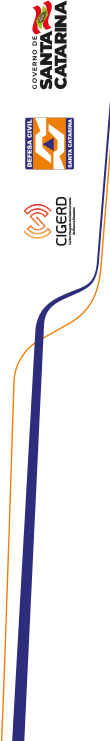 GOVERNO DE
SANTA
CATARINA
DEFESA CIVIL
SANTA CATARINA
CIGERD